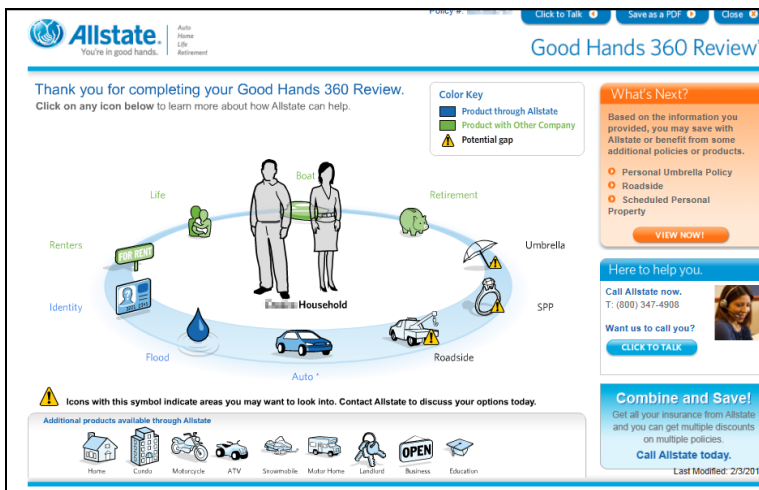 Policy #:
Click to Talk
Save as a PDF
Close
Allstate.
You're in good hands.
Auto
Home
Life
Retirement
Good Hands 360 Review
Thank you for completing your Good Hands 360 Review.
Click on any icon below to learn more about how Allstate can help.
Color Key
Product through Allstate
Product with Other Company
Potential gap
What's Next?
Based on the information you
provided, you may save with
Allstate or benefit from some
additional policies or products.
Personal Umbrella Policy
Roadside
Scheduled Personal
Property
VIEW NOW!
Boat
Life
Retirement
Renters
FOR RENT
Umbrella
Identity
SPP
Household
Flood
Roadside
Auto *
Here to help you.
Call Allstate now.
T: (800) 347-4908
Want us to call you?
CLICK TO TALK
Icons with this symbol indicate areas you may want to look into. Contact Allstate to discuss your options today.
Combine and Save!
Get all your insurance from Allstate
and you can get multiple discounts
on multiple policies.
Call Allstate today.
Last Modified: 2/3/201
Additional products available through Allstate
OPEN
Home
Condo
Motorcycle
ATV
Snowmobile
Motor Home
Landlord
Business
Education